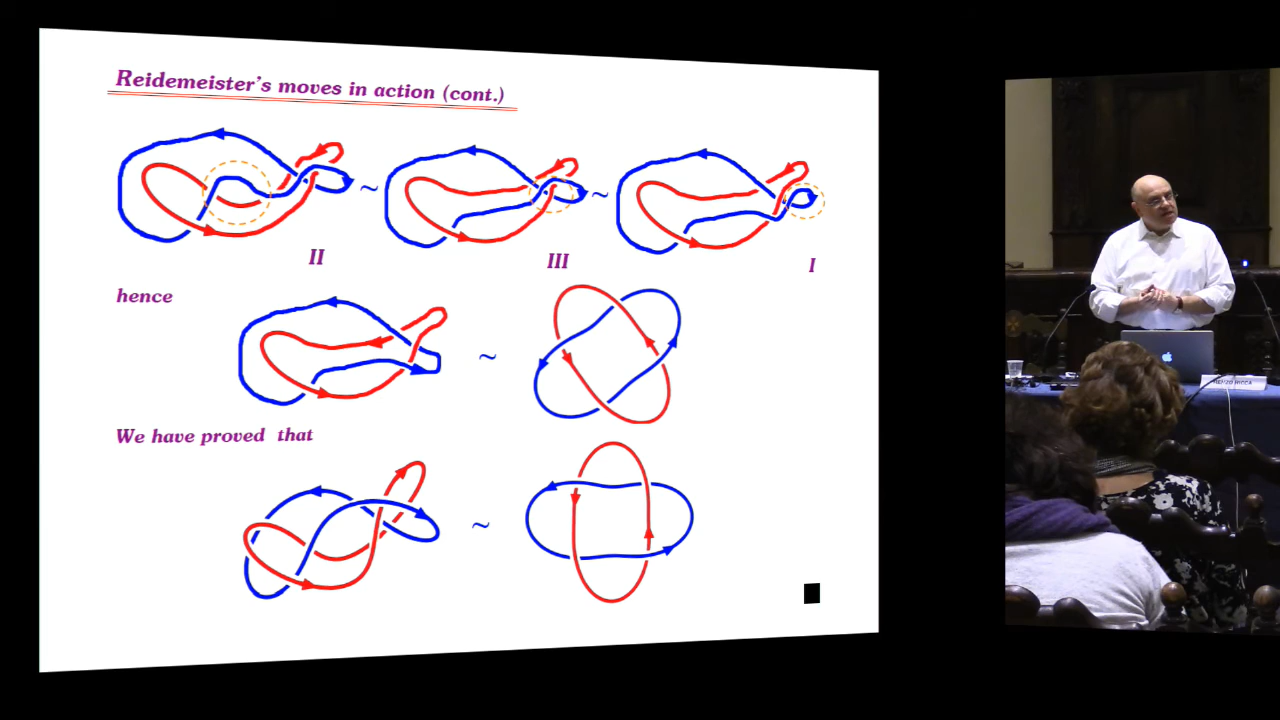 Reidemeister's moves in action (cont.)
~
~
II
III
I
hence
~
We have proved that
~